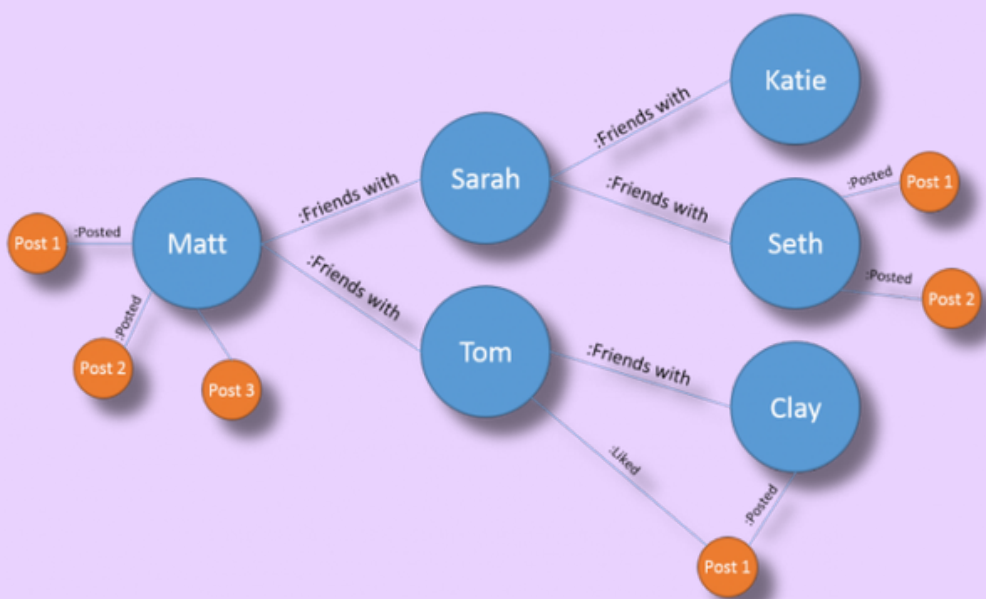 Katie
:Friends with
Sarah
:Friends with
:Friends with
:Posted
Post 1
Seth
:Posted
Post 2
Post 1
:Posted
Matt
:Posted
Post 2
Post 3
:Friends with
Tom
:Friends with
Clay
:Liked
:Posted
Post 1